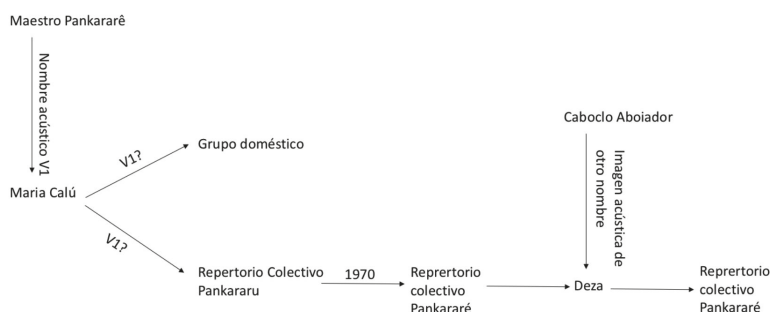 Maestro Pankararê
Nombre acústico V1
Maria Calú
V1?
Grupo doméstico
V1?
Repertorio Colectivo
Pankararu
1970
Reprertorio
colectivo
Pankararé
Caboclo Aboiador
Imagen acústica de
otro nombre
Deza
Reprertorio
colectivo
Pankararé